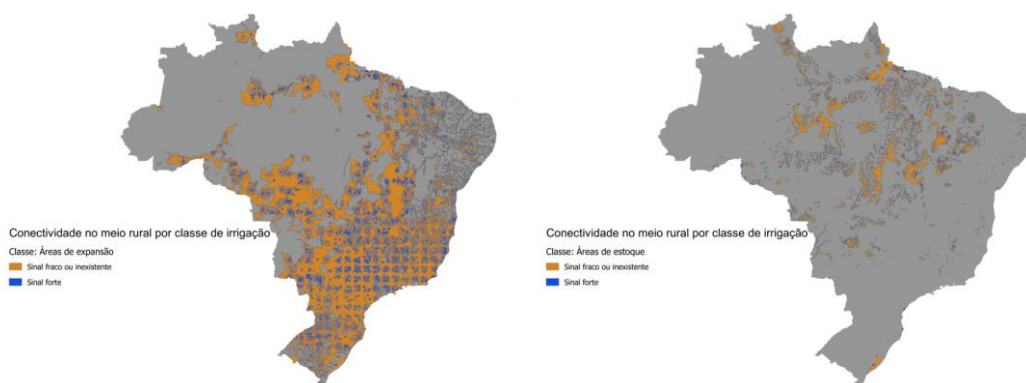 Conectividade no meio rural por classe de irrigação
Classe: Áreas de expansão
Sinal fraco ou inexistente
Sinal forte
Conectividade no meio rural por classe de irrigação
Classe: Áreas de estoque
Sinal fraco ou inexistente
Sinal forte